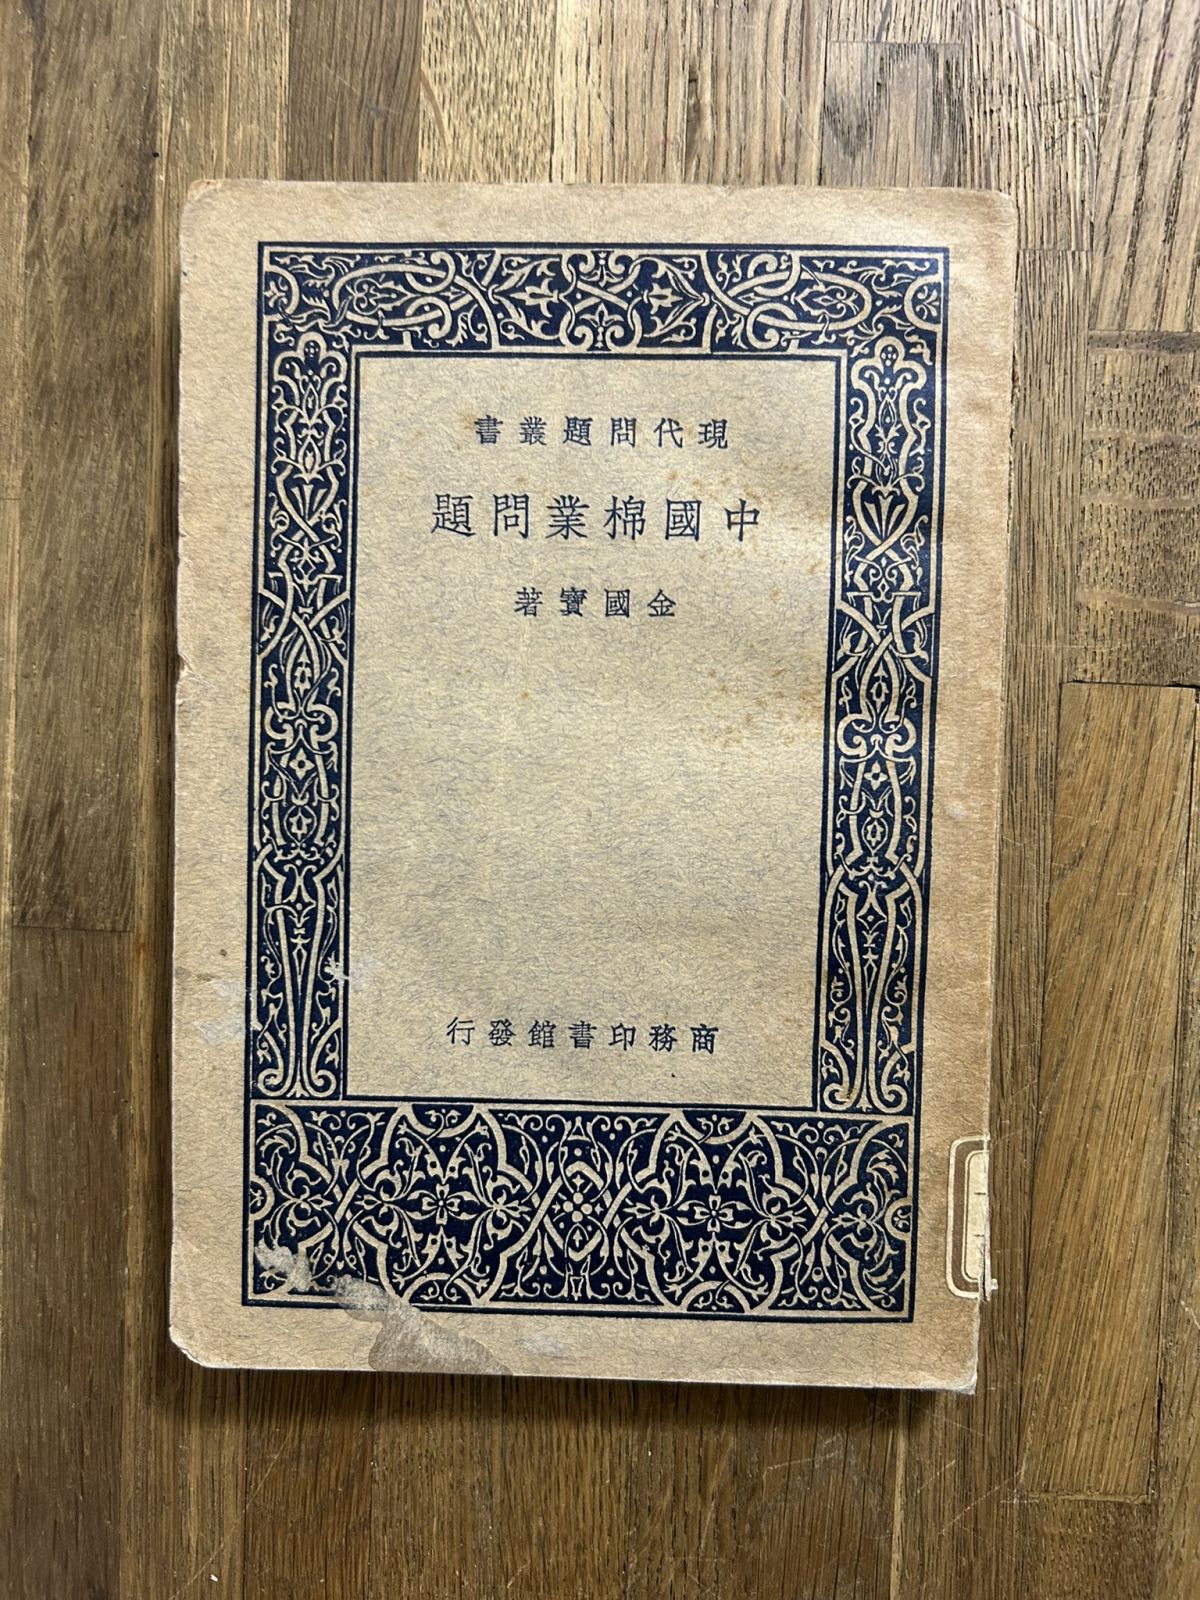 現代問題叢書
中國棉業問題
金國寶著
商務印書館發行